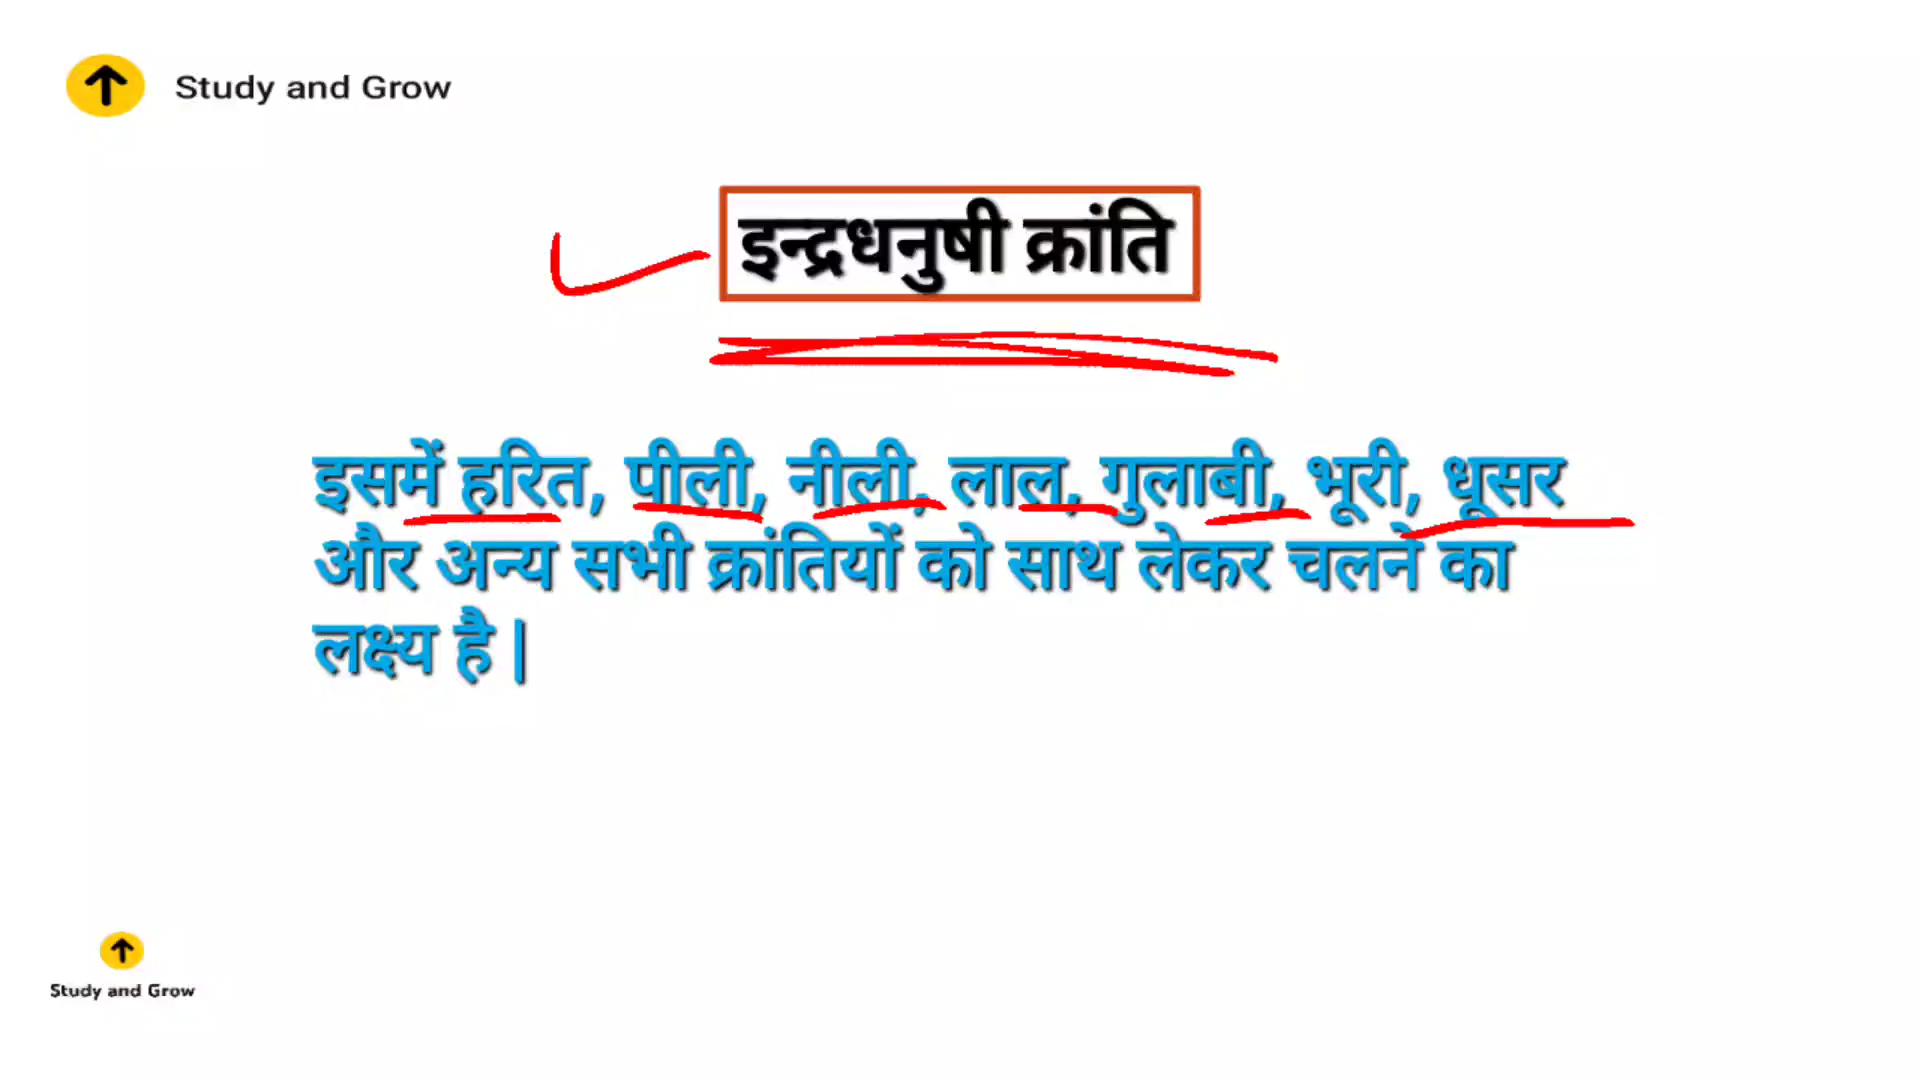 Study and Grow
इन्द्रधनुषी क्रांति
इसमें हरित, पीली, नीली, लाल, गुलाबी, भूरी, धूसर
और अन्य सभी क्रांतियों को साथ लेकर चलने का
लक्ष्य है |
Study and Grow